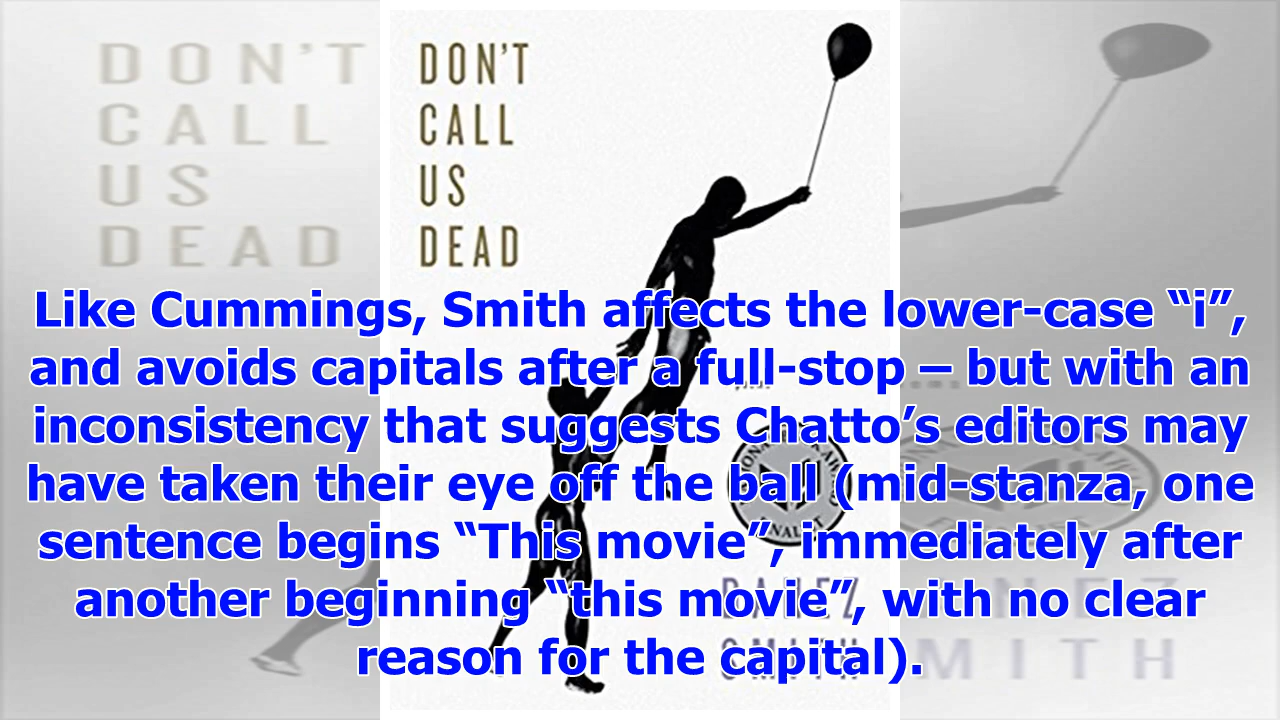 DON'T
CALL
US
DEAD
DON'T
CALL
US
DEAD
Like Cummings, Smith affects the lower-case “i”,
and avoids capitals after a full-stop – but with an
inconsistency that suggests Chatto’s editors may
have taken their eye off the ball (mid-stanza, one
sentence begins “This movie”, immediately after
another beginning “this movie”, with no clear
reason for the capital).
SMITH